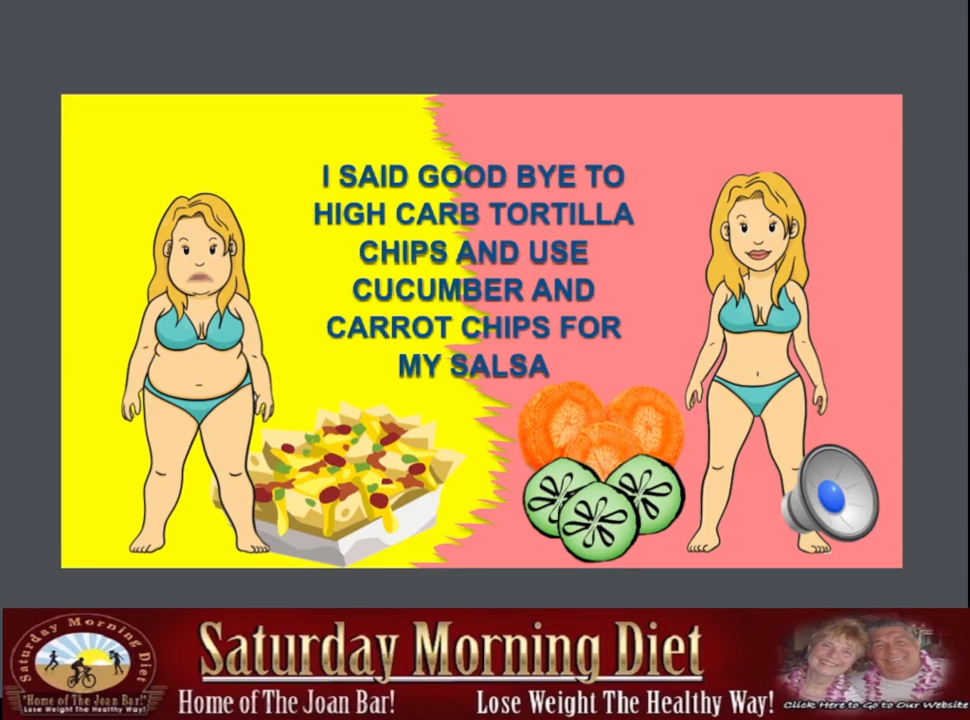 I SAID GOOD BYE TO
HIGH CARB TORTILLA
CHIPS AND USE
CUCUMBER AND
CARROT CHIPS FOR
MY SALSA
Saturday Morning Diet
"Home of The Joan Bar!"
Lose Weight The Healthy Way!
Saturday Morning Diet
Home of The Joan Bar! Lose Weight The Healthy Way!
Click Here to Go to Our Website